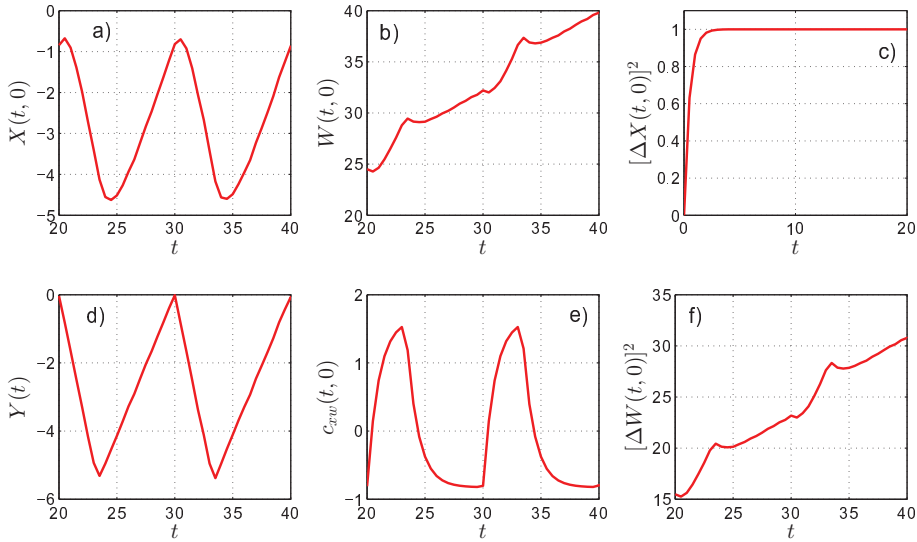 a)
X(t, 0)
0
−1
−2
−3
−4
−5
20 25 30 35 40
t
b)
W(t, 0)
40
35
30
25
20
20 25 30 35 40
t
c)
[ΔX(t, 0)]²
1
0.8
0.6
0.4
0.2
0
0 10 20
t
d)
Y(t)
0
−2
−4
−6
20 25 30 35 40
t
e)
cxw(t, 0)
2
1
0
−1
20 25 30 35 40
t
f)
[ΔW(t, 0)]²
35
30
25
20
15
20 25 30 35 40
t